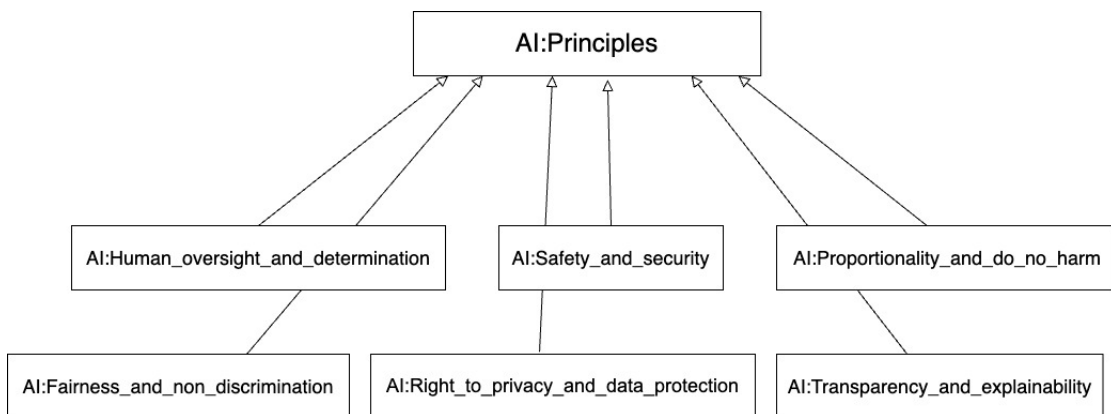 AI:Principles
AI:Human_oversight_and_determination
AI:Safety_and_security
AI:Proportionality_and_do_no_harm
AI:Fairness_and_non_discrimination
AI:Right_to_privacy_and_data_protection
AI:Transparency_and_explainability